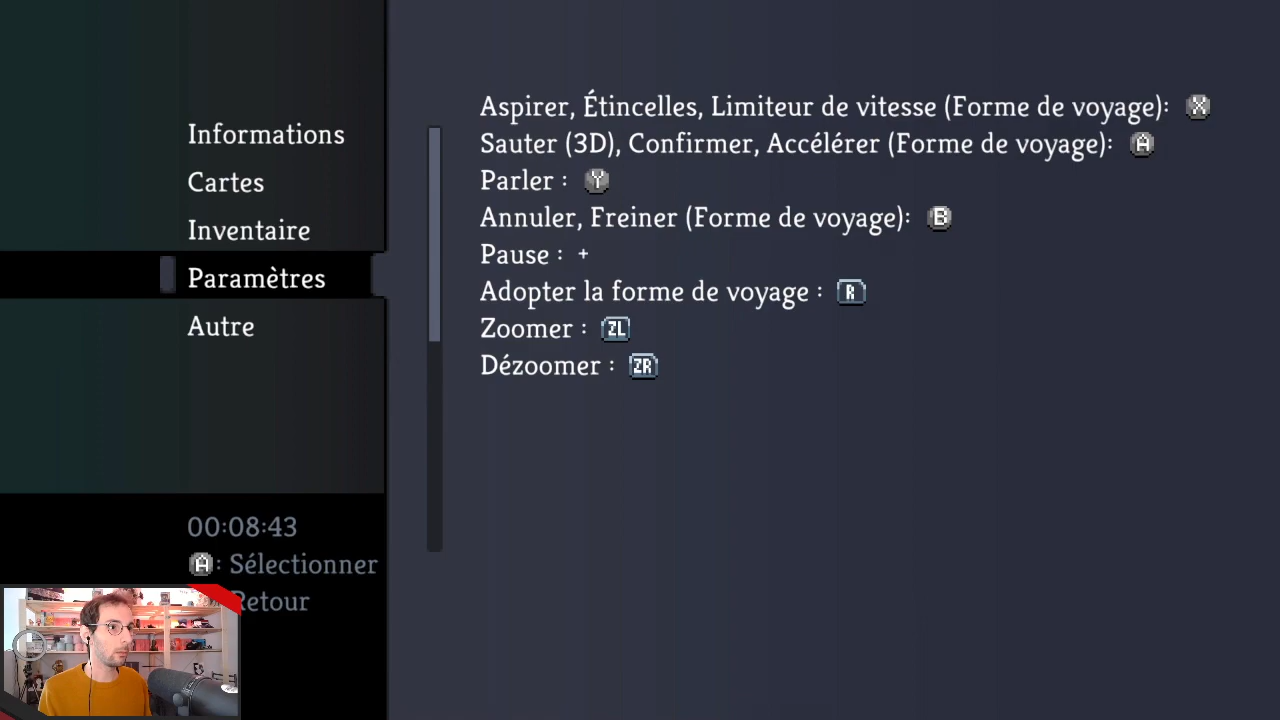 Informations
Cartes
Inventaire
Paramètres
Autre
00:08:43
A : Sélectionner
Retour
Aspirer, Étincelles, Limiteur de vitesse (Forme de voyage): X
Sauter (3D), Confirmer, Accélérer (Forme de voyage): A
Parler : Y
Annuler, Freiner (Forme de voyage): B
Pause : +
Adopter la forme de voyage : R
Zoomer : ZL
Dézoomer : ZR